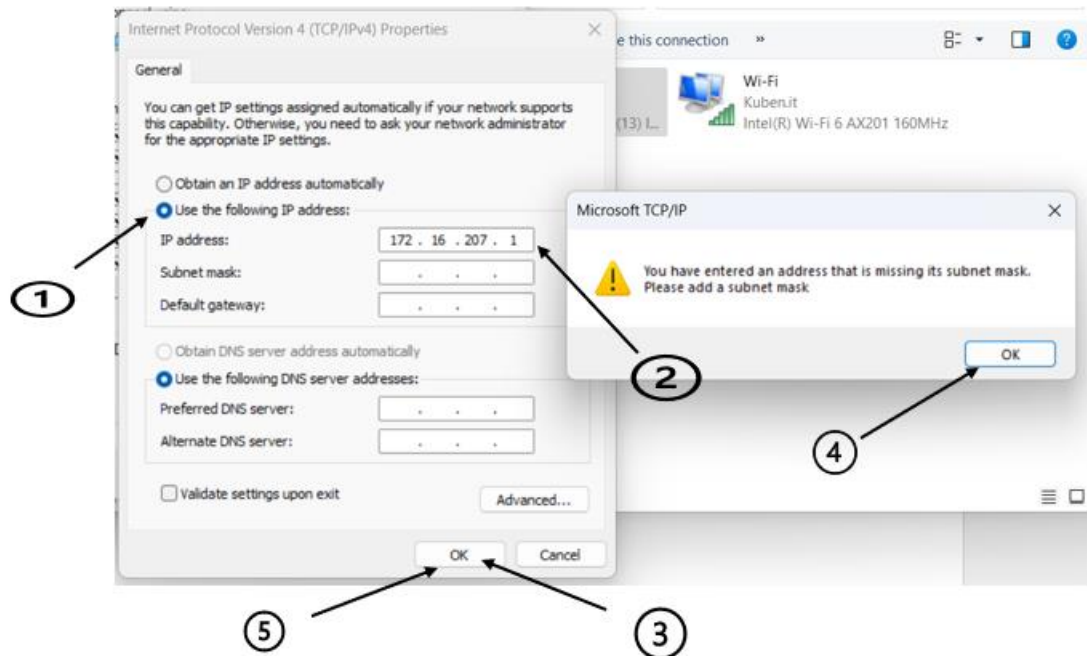 Internet Protocol Version 4 (TCP/IPv4) Properties
General
You can get IP settings assigned automatically if your network supports
this capability. Otherwise, you need to ask your network administrator
for the appropriate IP settings.
Obtain an IP address automatically
Use the following IP address:
IP address: 172 . 16 . 207 . 1
Subnet mask: . . .
Default gateway: . . .
Obtain DNS server address automatically
Use the following DNS server addresses:
Preferred DNS server: . . .
Alternate DNS server: . . .
Validate settings upon exit
Advanced...
OK Cancel
this connection »
Wi-Fi
Kuben.it
(13) I... Intel(R) Wi-Fi 6 AX201 160MHz
Microsoft TCP/IP
You have entered an address that is missing its subnet mask.
Please add a subnet mask
OK
1
2
4
5
3